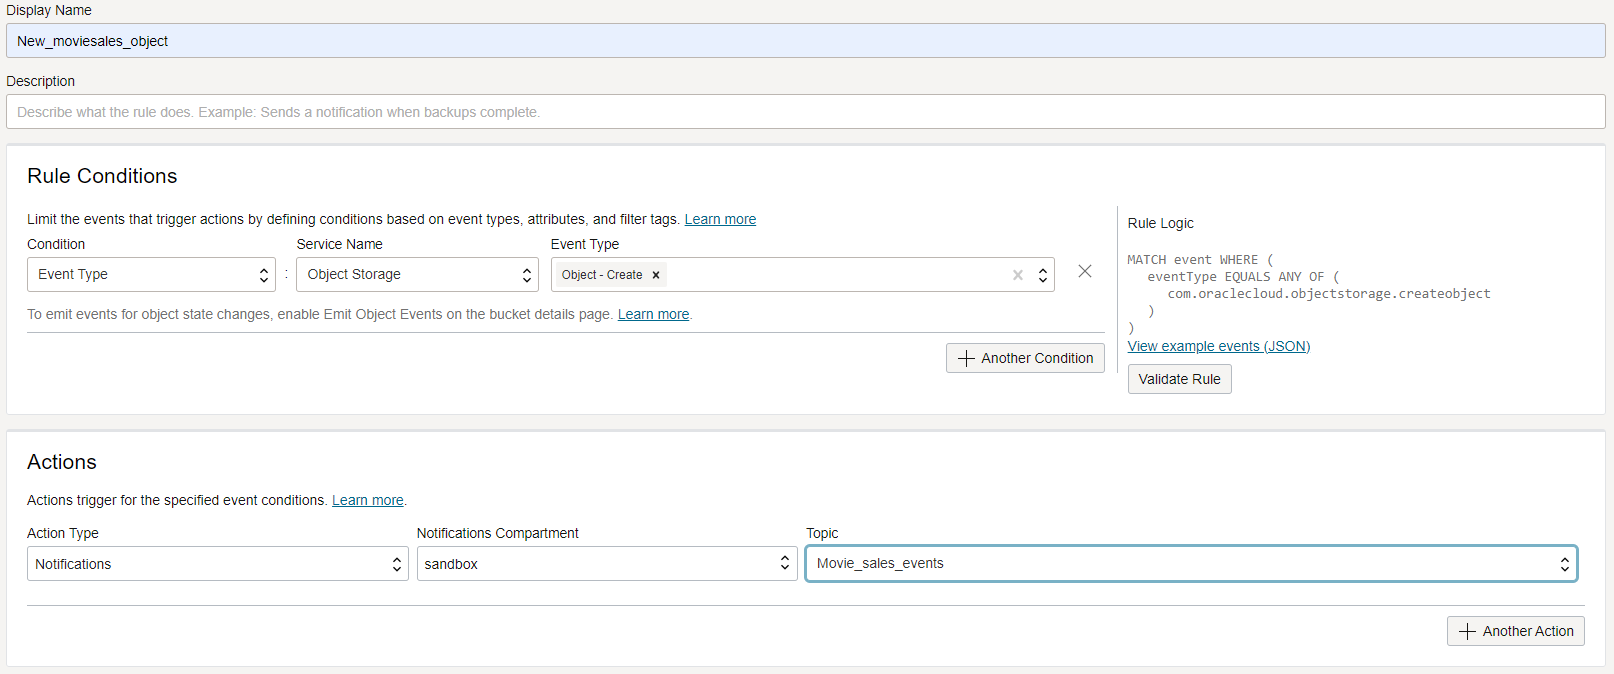 Display Name
New_moviesales_object
Description
Describe what the rule does. Example: Sends a notification when backups complete.
Rule Conditions
Limit the events that trigger actions by defining conditions based on event types, attributes, and filter tags. Learn more
Condition Service Name Event Type
Event Type : Object Storage Object - Create ×
To emit events for object state changes, enable Emit Object Events on the bucket details page. Learn more.
+ Another Condition
Rule Logic
MATCH event WHERE (
eventType EQUALS ANY OF (
com.oraclecloud.objectstorage.createobject
)
)
View example events (JSON)
Validate Rule
Actions
Actions trigger for the specified event conditions. Learn more.
Action Type Notifications Compartment Topic
Notifications sandbox Movie_sales_events
+ Another Action